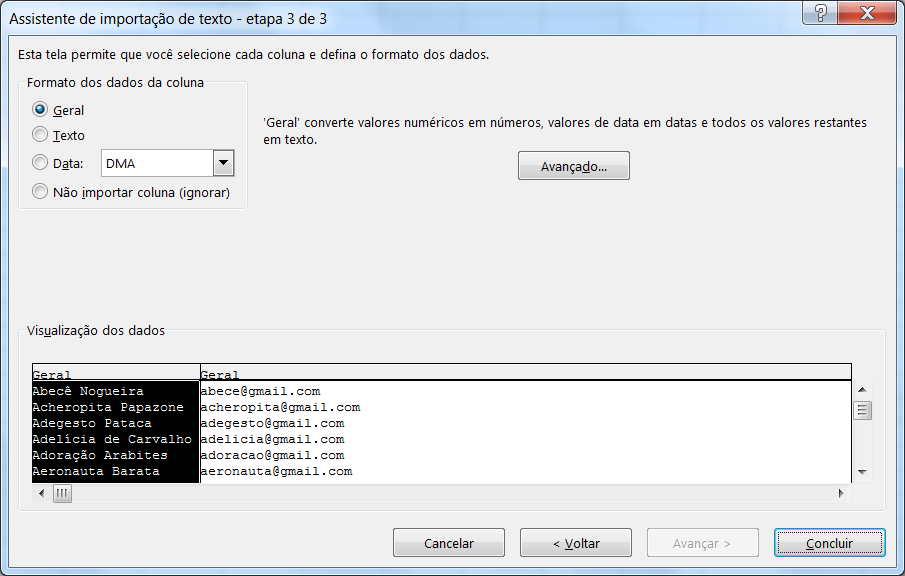 Assistente de importação de texto - etapa 3 de 3
Esta tela permite que você selecione cada coluna e defina o formato dos dados.
Formato dos dados da coluna
Geral
Texto
Data: DMA
Não importar coluna (ignorar)
'Geral' converte valores numéricos em números, valores de data em datas e todos os valores restantes
em texto.
Avançado...
Visualização dos dados
Geral Geral
Abecê Nogueira abece@gmail.com
Acheropita Papazone acheropita@gmail.com
Adegesto Pataca adegesto@gmail.com
Adelícia de Carvalho adelicia@gmail.com
Adoração Arabites adoracao@gmail.com
Aeronauta Barata aeronauta@gmail.com
Cancelar < Voltar Avançar > Concluir